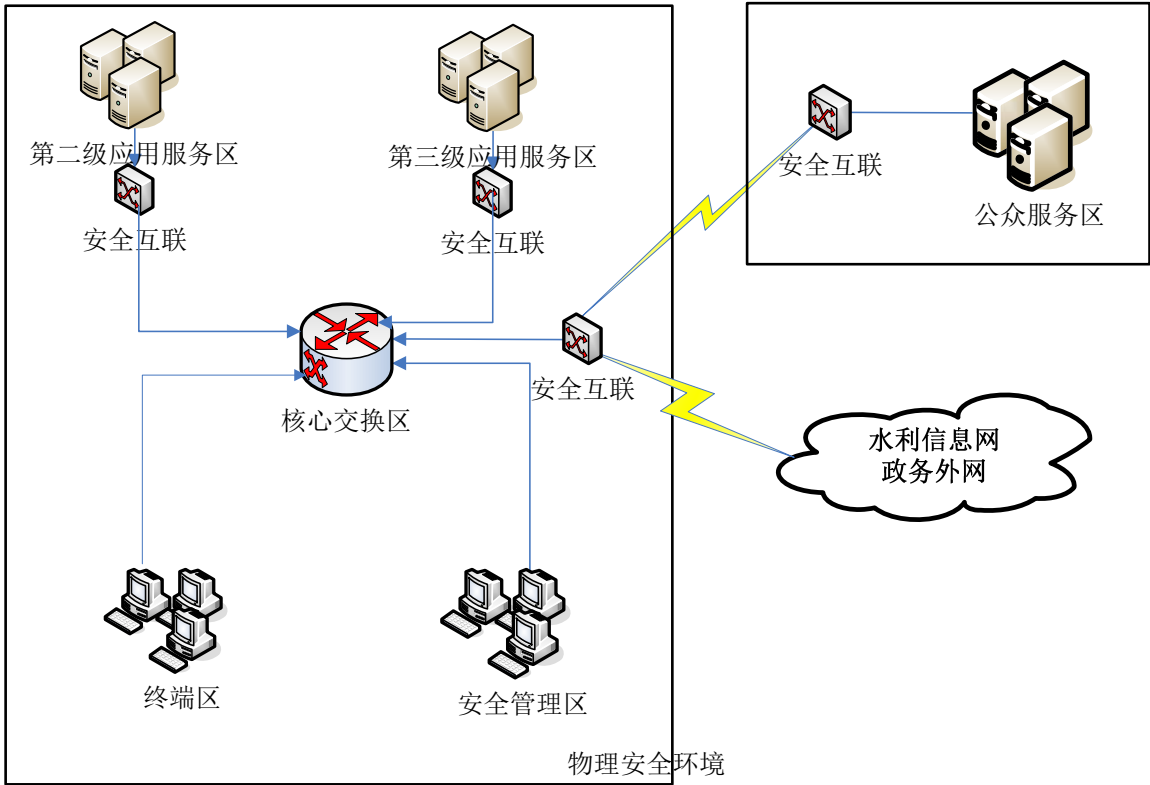 第二级应用服务区
第三级应用服务区
安全互联
安全互联
安全互联
公众服务区
核心交换区
安全互联
水利信息网
政务外网
终端区
安全管理区
物理安全环境